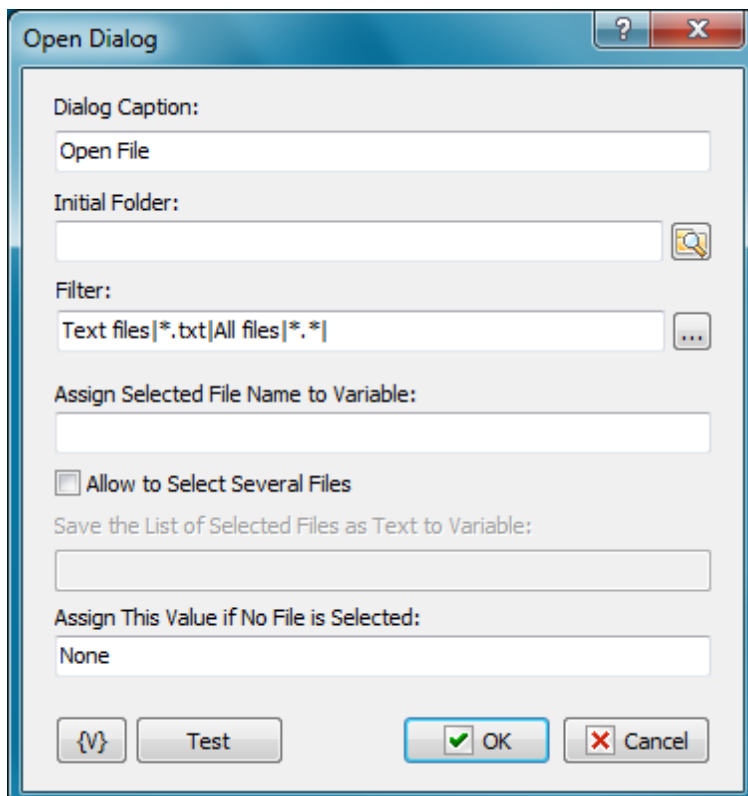 Open Dialog
?
Dialog Caption:
Open File
Initial Folder:
Filter:
Text files|*.txt|All files|*.*|
...
Assign Selected File Name to Variable:
Allow to Select Several Files
Save the List of Selected Files as Text to Variable:
Assign This Value if No File is Selected:
None
{V} Test OK Cancel